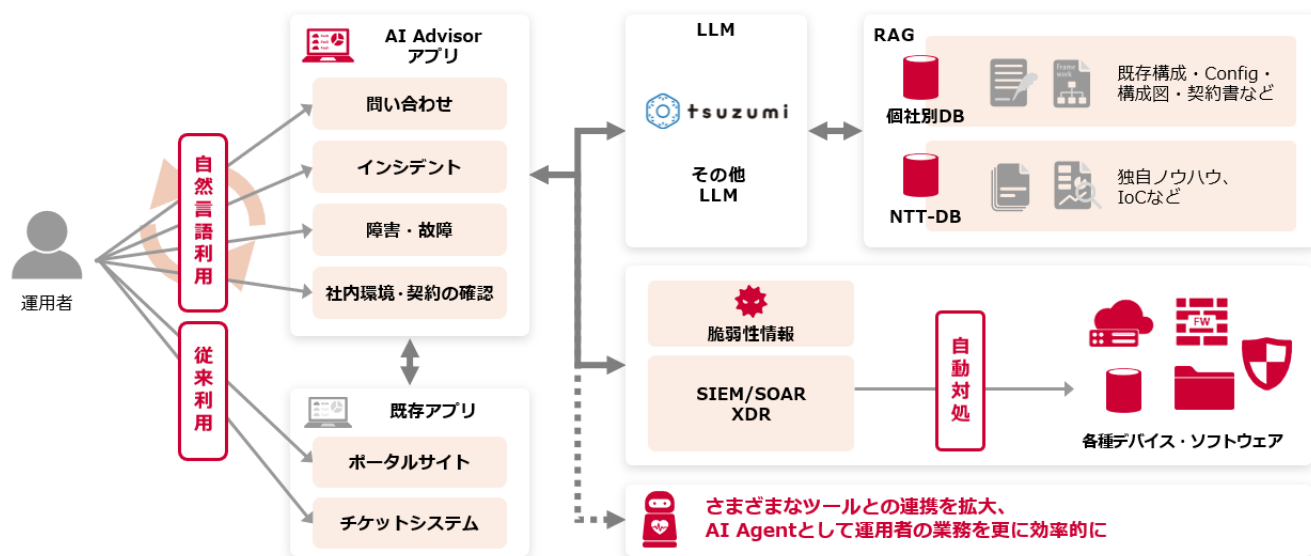 運用者
自然言語利用
従来利用
AI Advisor
アプリ
問い合わせ
インシデント
障害・故障
社内環境・契約の確認
既存アプリ
ポータルサイト
チケットシステム
LLM
tsuzumi
その他
LLM
RAG
個社別DB
frame
work
既存構成・Config・
構成図・契約書など
NTT-DB
独自ノウハウ、
IoCなど
脆弱性情報
SIEM/SOAR
XDR
自動対処
FW
各種デバイス・ソフトウェア
さまざまなツールとの連携を拡大、
AI Agentとして運用者の業務を更に効率的に